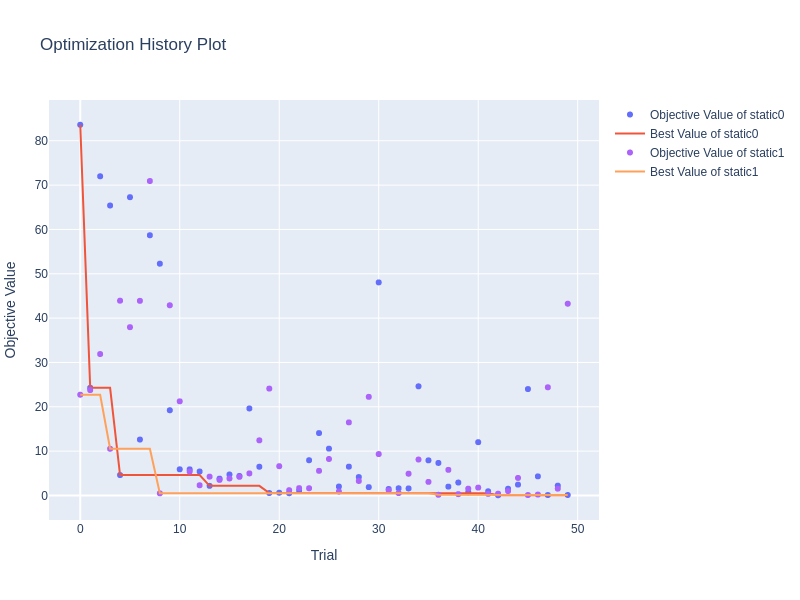 Optimization History Plot
Objective Value of static0
Best Value of static0
Objective Value of static1
Best Value of static1
80
70
60
50
40
30
20
10
0
Objective Value
0 10 20 30 40 50
Trial